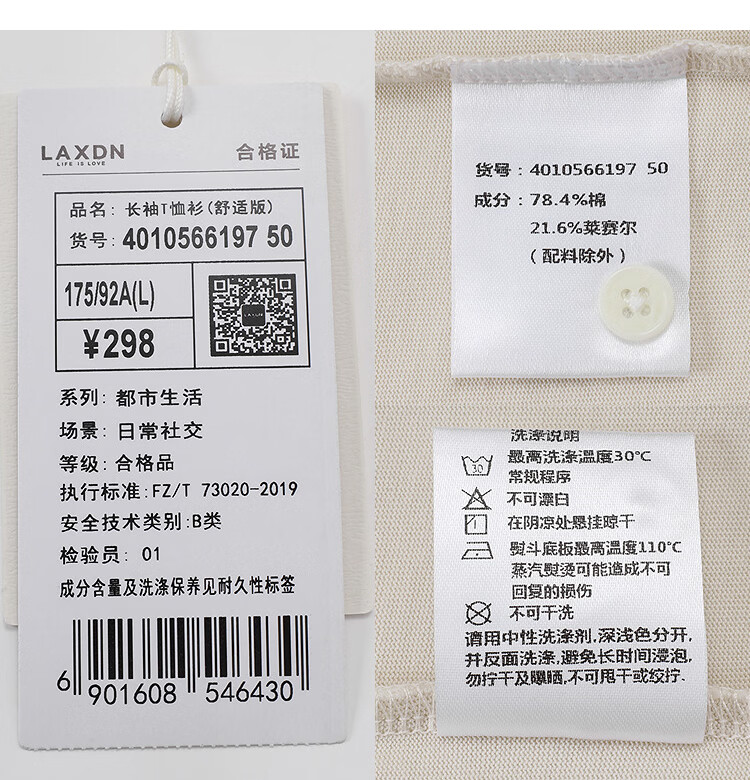 LAXDN
LIFE IS LOVE
合格证
品名: 长袖T恤衫(舒适版)
货号: 4010566197 50
175/92A(L)
¥298
LAXDN
系列: 都市生活
场景: 日常社交
等级: 合格品
执行标准:FZ/T 73020-2019
安全技术类别:B类
检验员: 01
成分含量及洗涤保养见耐久性标签
6 901608 546430
货号: 4010566197 50
成分: 78.4%棉
21.6%莱赛尔
(配料除外)
洗涤说明
30
最高洗涤温度30℃
常规程序
不可漂白
在阴凉处悬挂晾干
熨斗底板最高温度110℃
蒸汽熨烫可能造成不可
回复的损伤
不可干洗
请用中性洗涤剂,深浅色分开,
并反面洗涤,避免长时间浸泡,
勿拧干及曝晒,不可甩干或绞拧.